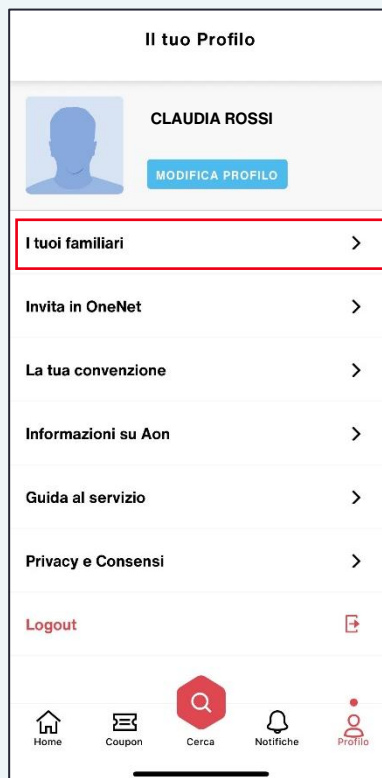 Il tuo Profilo
CLAUDIA ROSSI
MODIFICA PROFILO
I tuoi familiari
Invita in OneNet
La tua convenzione
Informazioni su Aon
Guida al servizio
Privacy e Consensi
Logout
Home Coupon Cerca Notifiche Profilo